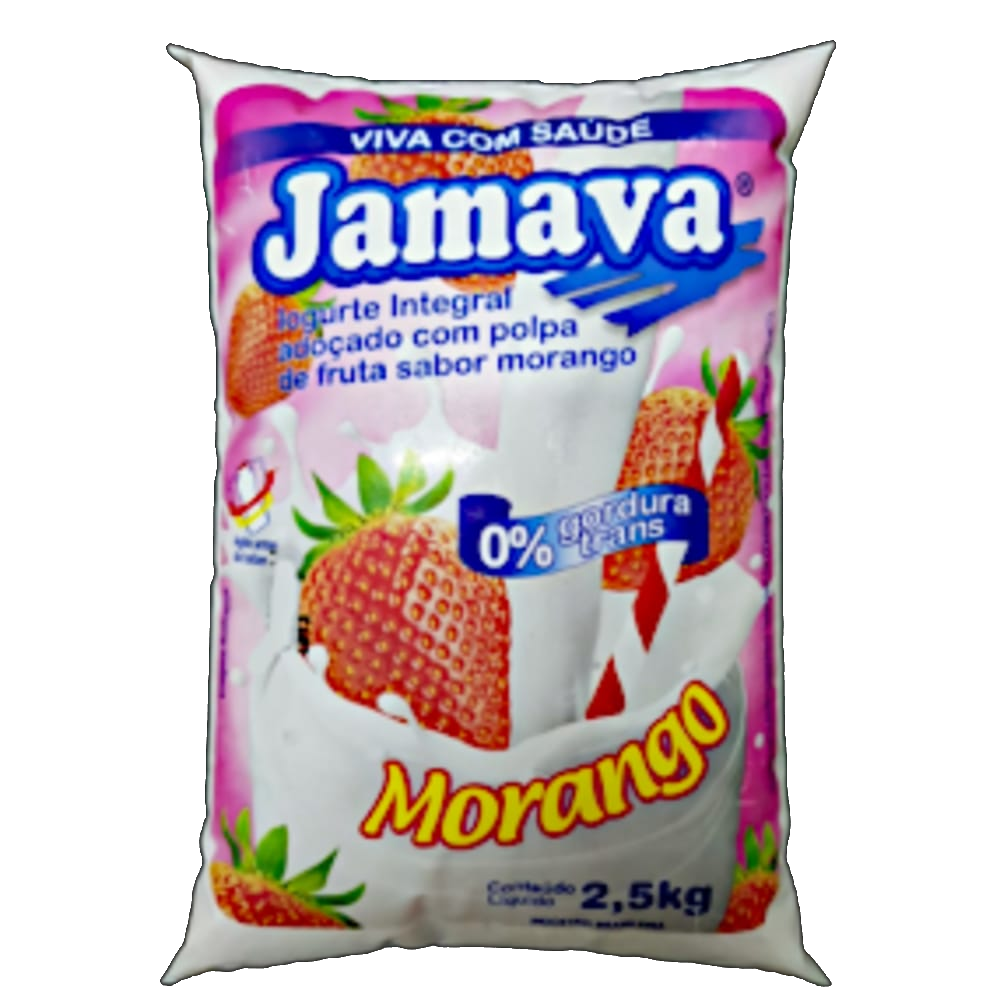 VIVA COM SAÚDE
Jamava®
Iogurte Integral
adoçado com polpa
de fruta sabor morango
0% gordura
trans
Morango
Conteúdo
Líquido 2,5kg